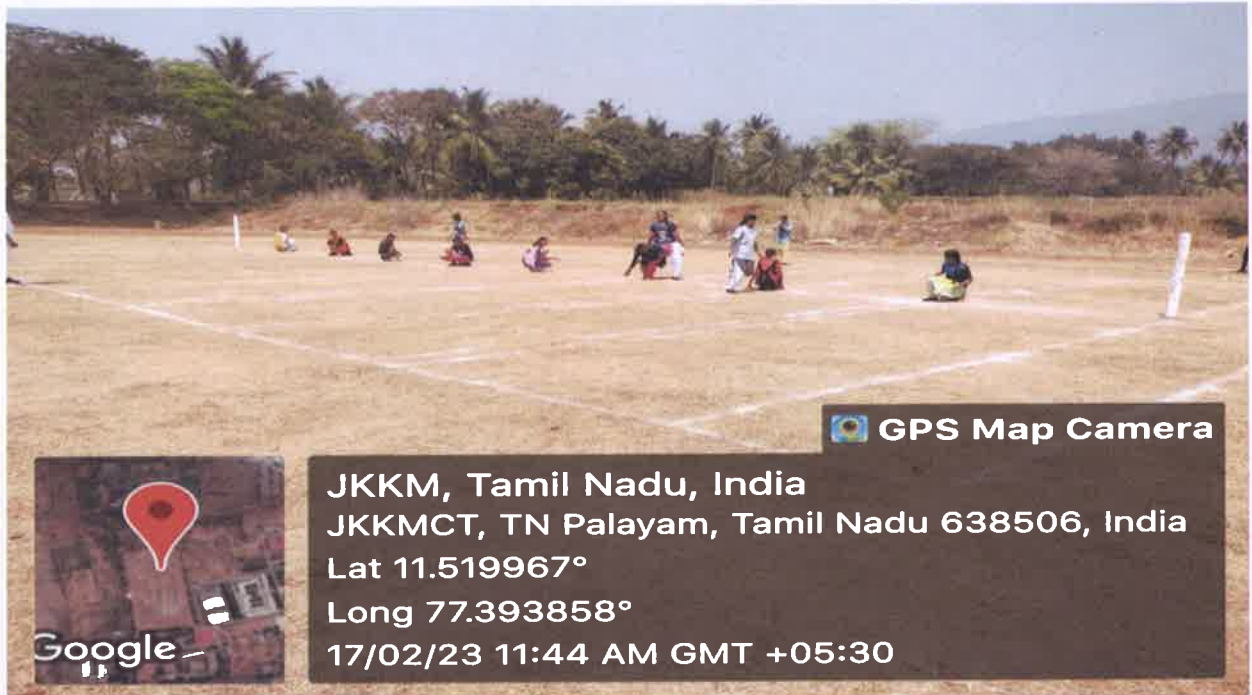 GPS Map Camera
JKKM, Tamil Nadu, India
JKKMCT, TN Palayam, Tamil Nadu 638506, India
Lat 11.519967°
Long 77.393858°
17/02/23 11:44 AM GMT +05:30
Google